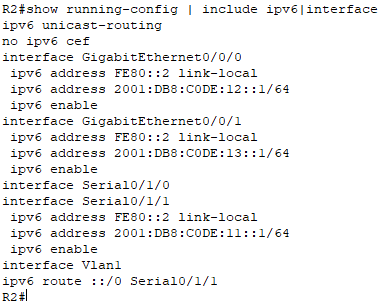 R2#show running-config | include ipv6|interface
ipv6 unicast-routing
no ipv6 cef
interface GigabitEthernet0/0/0
 ipv6 address FE80::2 link-local
 ipv6 address 2001:DB8:C0DE:12::1/64
 ipv6 enable
interface GigabitEthernet0/0/1
 ipv6 address FE80::2 link-local
 ipv6 address 2001:DB8:C0DE:13::1/64
 ipv6 enable
interface Serial0/1/0
interface Serial0/1/1
 ipv6 address FE80::2 link-local
 ipv6 address 2001:DB8:C0DE:11::1/64
 ipv6 enable
interface Vlan1
ipv6 route ::/0 Serial0/1/1
R2#